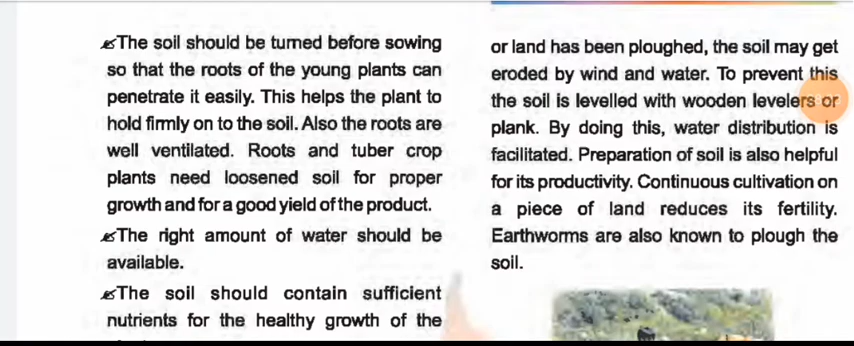 The soil should be turned before sowing
so that the roots of the young plants can
penetrate it easily. This helps the plant to
hold firmly on to the soil. Also the roots are
well ventilated. Roots and tuber crop
plants need loosened soil for proper
growth and for a good yield of the product.
The right amount of water should be
available.
The soil should contain sufficient
nutrients for the healthy growth of the
or land has been ploughed, the soil may get
eroded by wind and water. To prevent this
the soil is levelled with wooden levelers or
plank. By doing this, water distribution is
facilitated. Preparation of soil is also helpful
for its productivity. Continuous cultivation on
a piece of land reduces its fertility.
Earthworms are also known to plough the
soil.